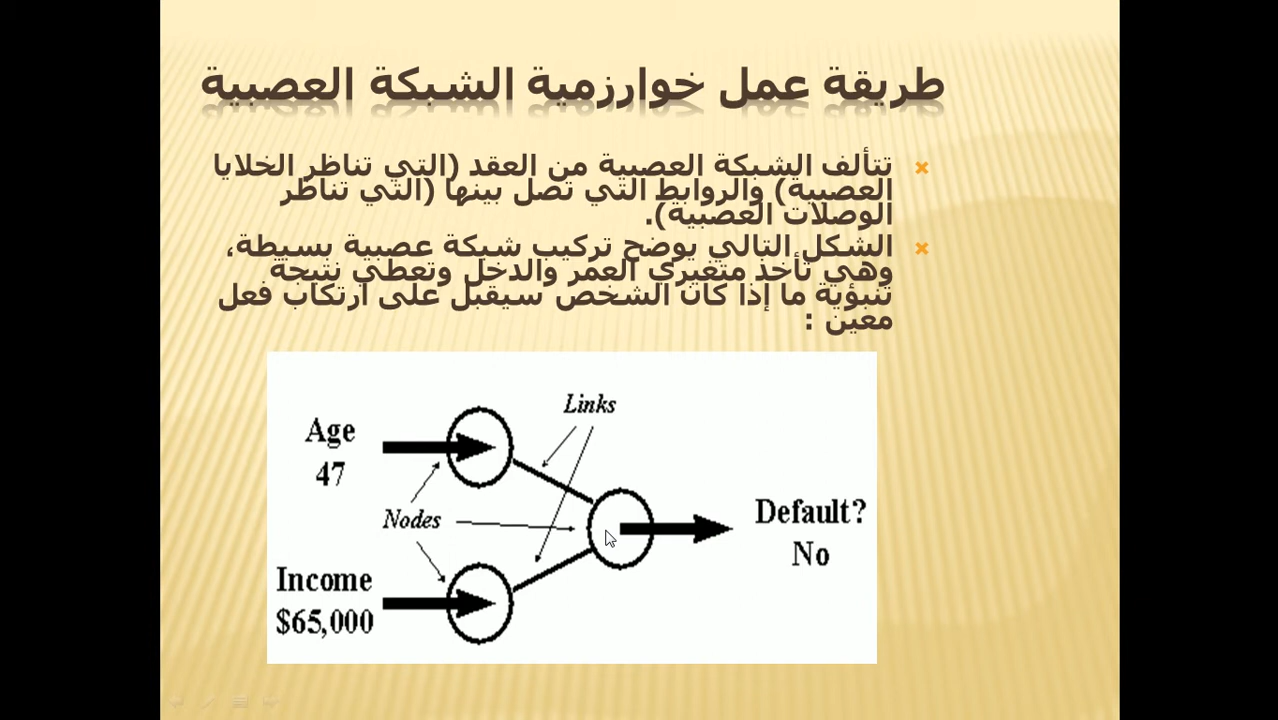 طريقة عمل خوارزمية الشبكة العصبية
تتألف الشبكة العصبية من العقد (التي تناظر الخلايا
العصبية) والروابط التي تصل بينها (التي تناظر
الوصلات العصبية).
الشكل التالي يوضح تركيب شبكة عصبية بسيطة،
وهي تأخذ متغيري العمر والدخل وتعطي نتيجة
تنبؤية ما إذا كان الشخص سيقبل على ارتكاب فعل
معين :
Links
Age
47
Nodes
Default?
No
Income
$65,000